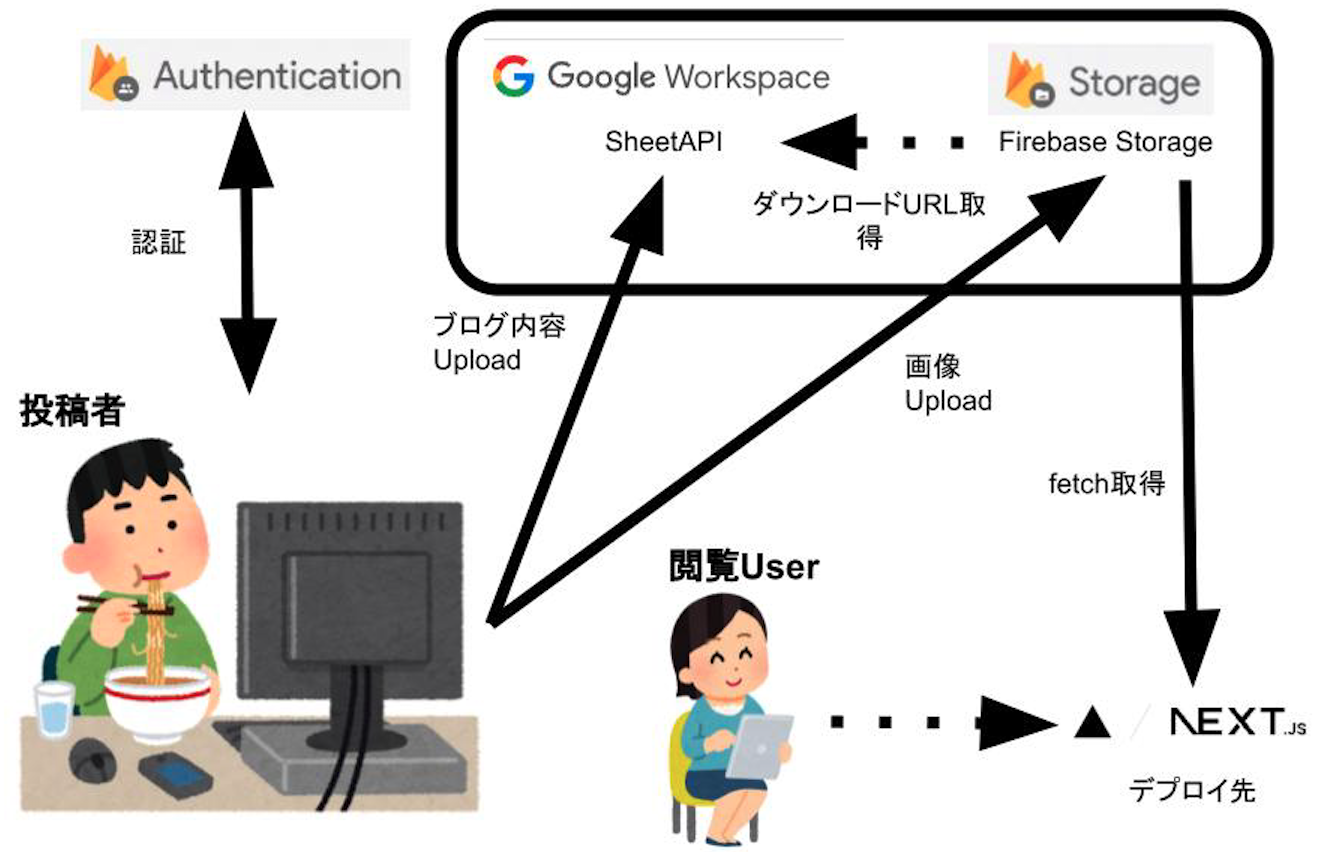 Authentication
Google Workspace
Storage
SheetAPI
Firebase Storage
ダウンロードURL取
得
認証
ブログ内容
Upload
画像
Upload
投稿者
fetch取得
閲覧User
NEXT.JS
デプロイ先